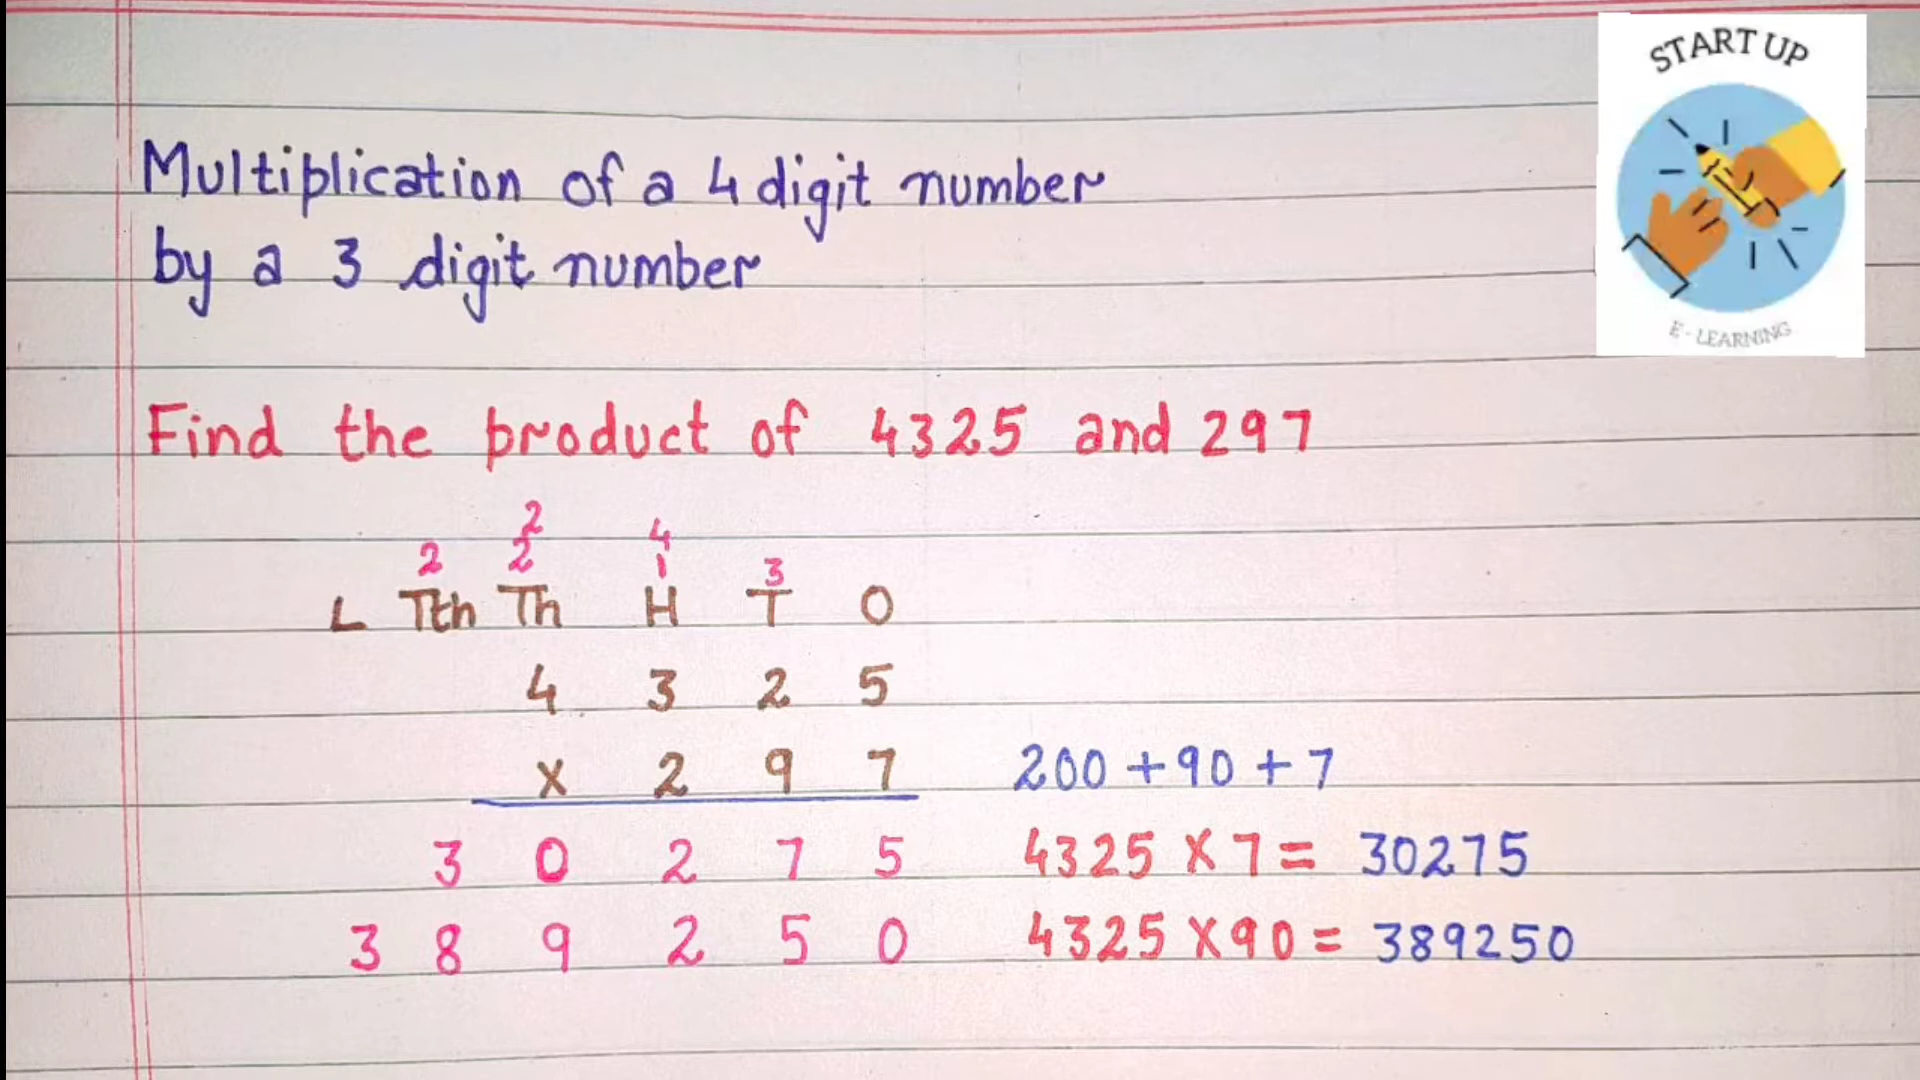 START UP
E-LEARNING
Multiplication of a 4 digit number
by a 3 digit number
Find the product of 4325 and 297
2 4
2 2 1 3
L Tth Th H T O
4 3 2 5
x 2 9 7 200 + 90 + 7
3 0 2 7 5 4325 x 7 = 30275
3 8 9 2 5 0 4325 x 90 = 389250